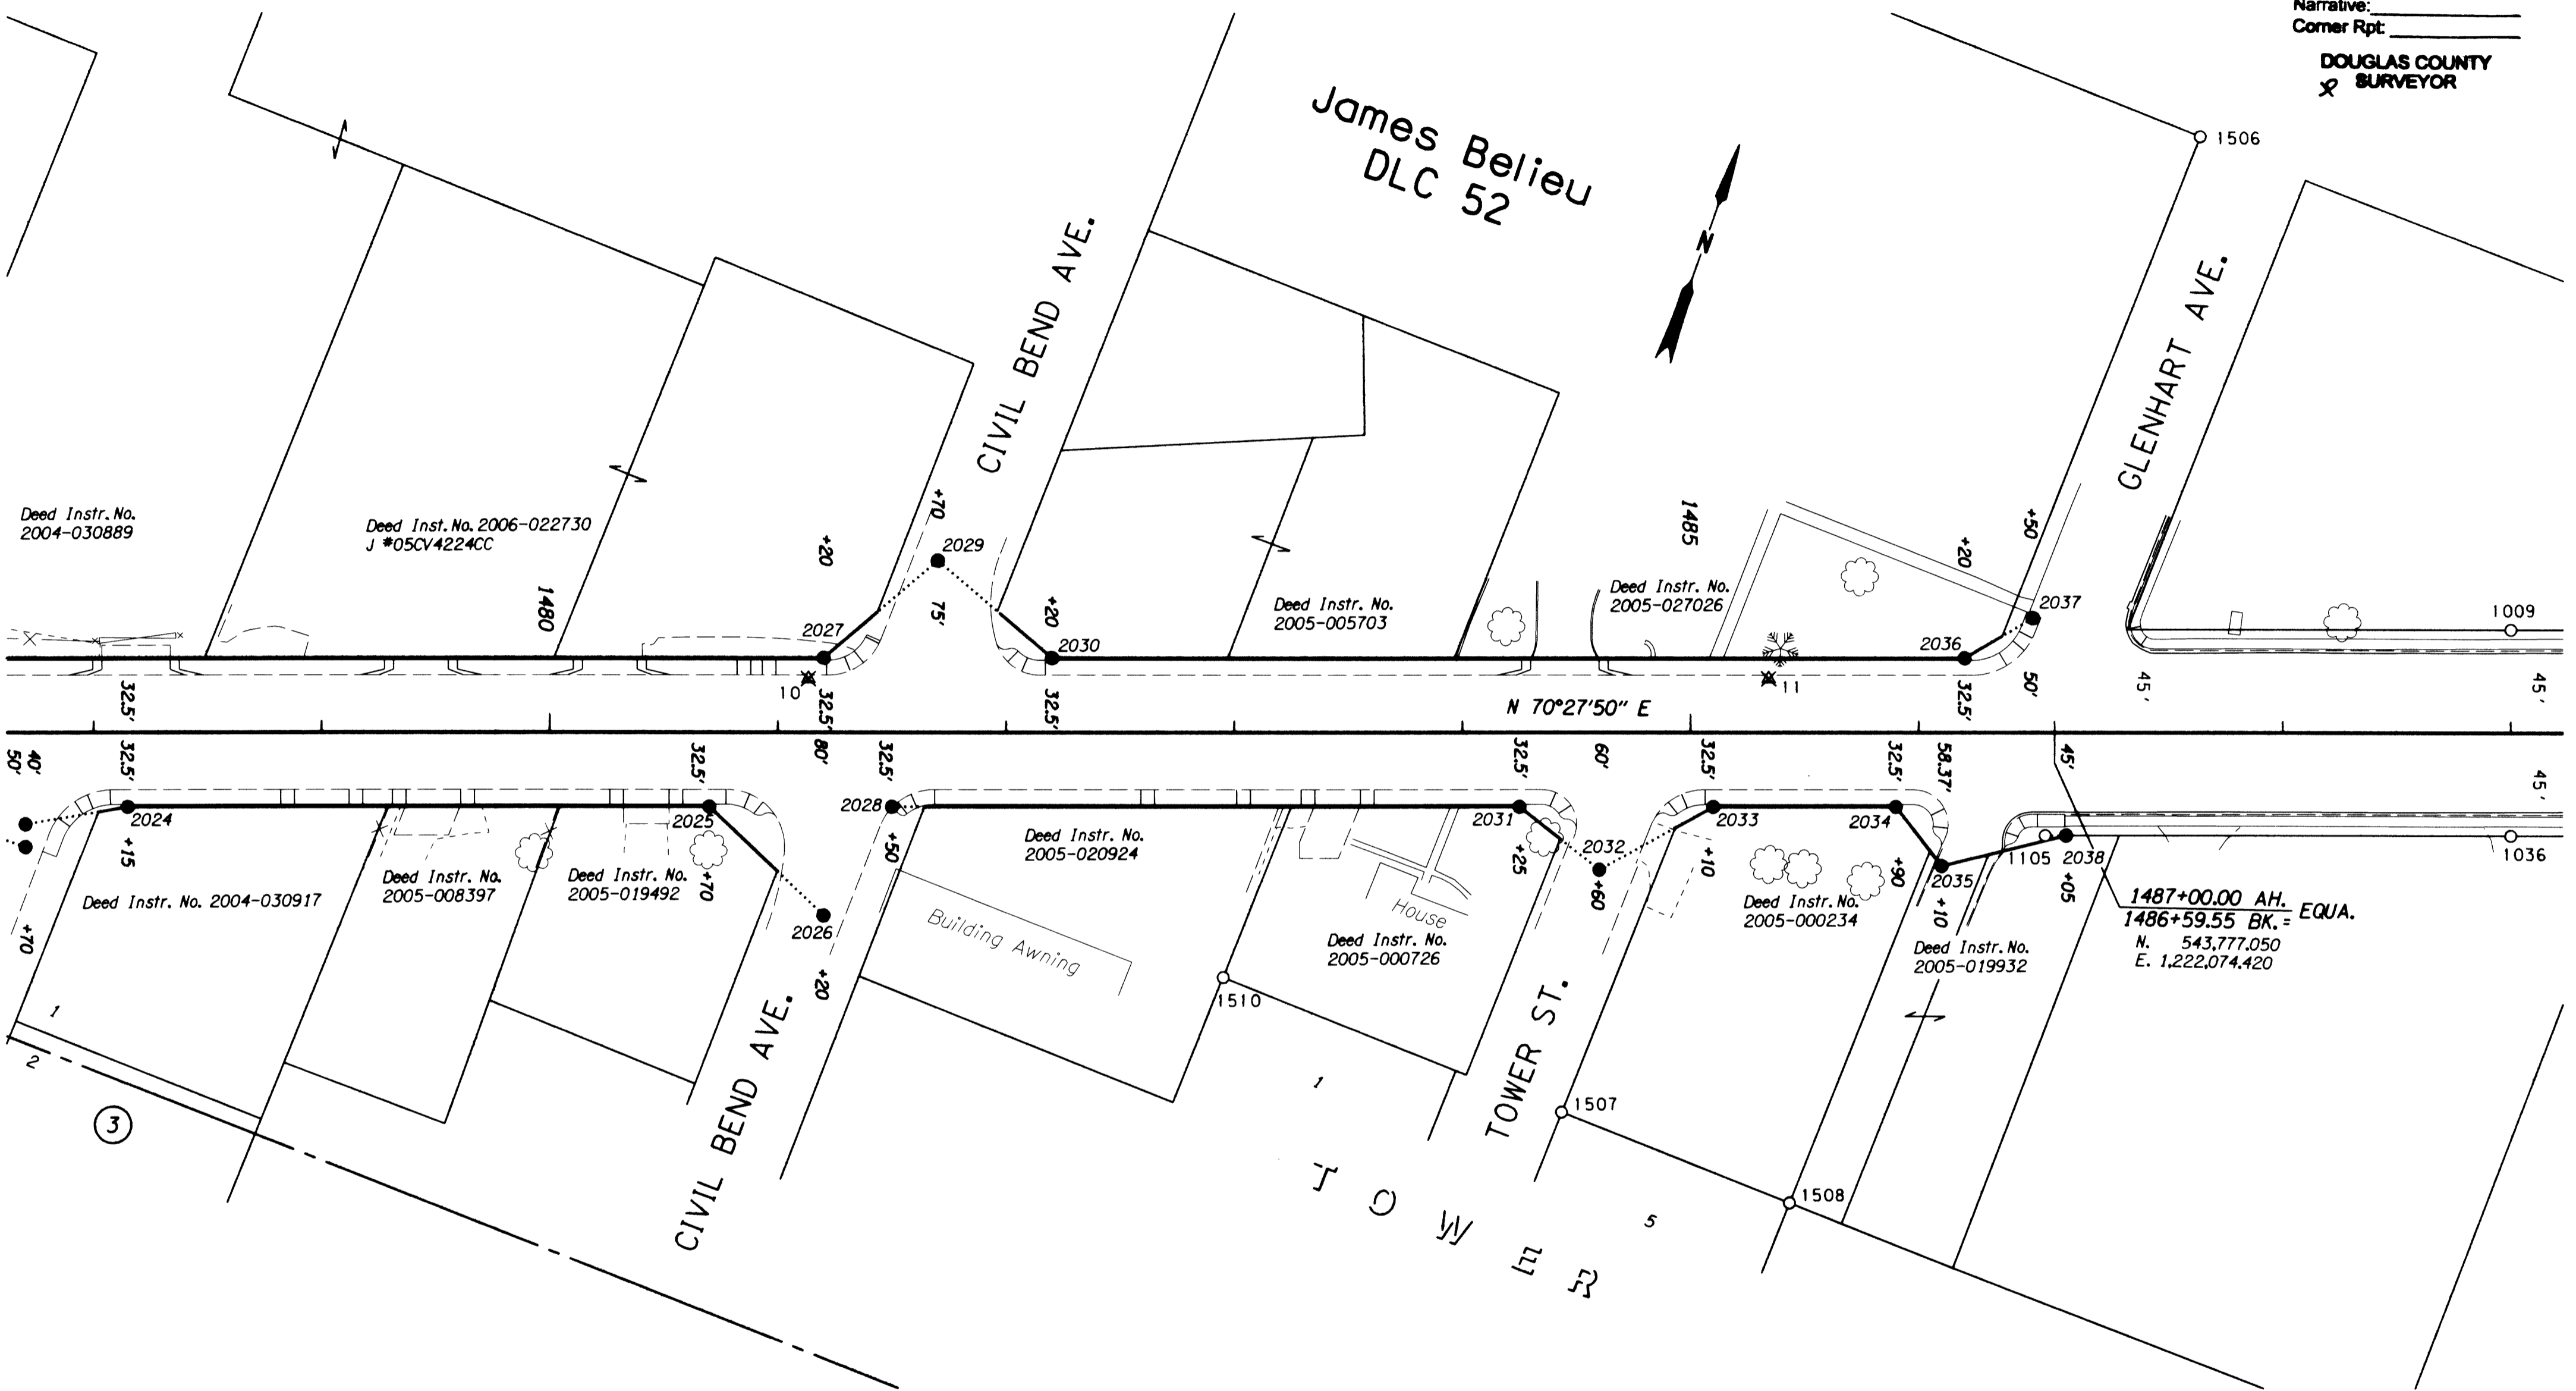 Narrative:
Corner Rpt:
DOUGLAS COUNTY
SURVEYOR
1506
James Belieu
DLC 52
N
CIVIL BEND AVE.
GLENHART AVE.
Deed Instr. No.
2004-030889
Deed Inst. No. 2006-022730
J #05CV4224CC
1480
+20
+70
2029
75'
+20
2027
2030
Deed Instr. No.
2005-005703
1485
Deed Instr. No.
2005-027026
+20
+50
2037
2036
1009
10
11
32.5'
32.5'
32.5'
32.5'
50'
45'
45'
N 70°27'50" E
50'
40'
32.5'
32.5'
80'
32.5'
32.5'
60'
32.5'
32.5'
58.37'
45'
45'
2024
2025
2028
2031
2032
2033
2034
2035
1105
2038
1036
+15
+70
+50
+25
+60
+10
+90
+10
+05
+70
Deed Instr. No. 2004-030917
Deed Instr. No.
2005-008397
Deed Instr. No.
2005-019492
2026
+20
Deed Instr. No.
2005-020924
Building Awning
House
Deed Instr. No.
2005-000726
Deed Instr. No.
2005-000234
Deed Instr. No.
2005-019932
1487+00.00 AH.
1486+59.55 BK. = EQUA.
N. 543,777.050
E. 1,222,074.420
1510
1
2
3
CIVIL BEND AVE.
1
TOWER ST.
1507
1508
5
TOWER